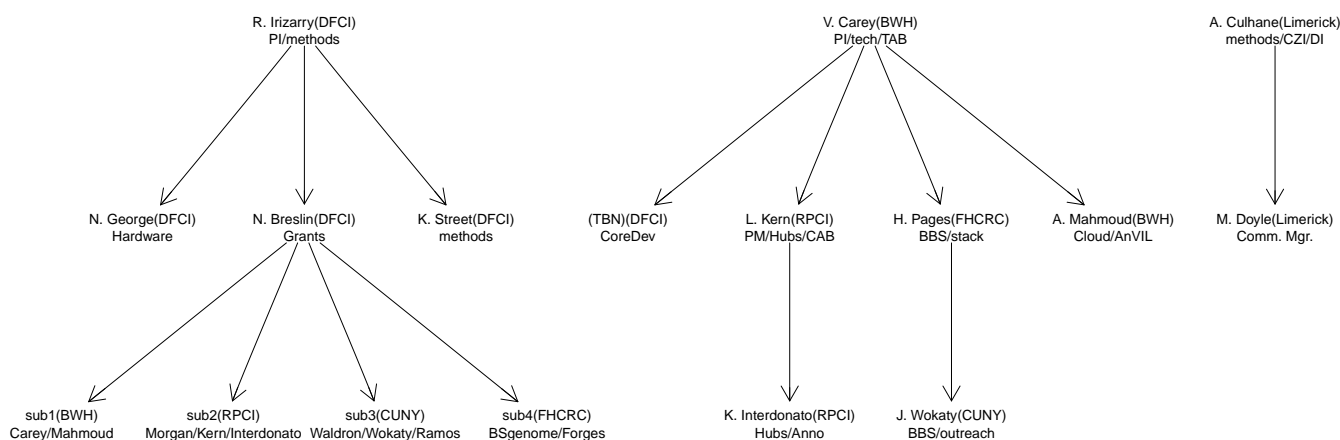 R. Irizarry(DFCI)
PI/methods
V. Carey(BWH)
PI/tech/TAB
A. Culhane(Limerick)
methods/CZI/DI
N. George(DFCI)
Hardware
N. Breslin(DFCI)
Grants
K. Street(DFCI)
methods
(TBN)(DFCI)
CoreDev
L. Kern(RPCI)
PM/Hubs/CAB
H. Pages(FHCRC)
BBS/stack
A. Mahmoud(BWH)
Cloud/AnVIL
M. Doyle(Limerick)
Comm. Mgr.
sub1(BWH)
Carey/Mahmoud
sub2(RPCI)
Morgan/Kern/Interdonato
sub3(CUNY)
Waldron/Wokaty/Ramos
sub4(FHCRC)
BSgenome/Forges
K. Interdonato(RPCI)
Hubs/Anno
J. Wokaty(CUNY)
BBS/outreach